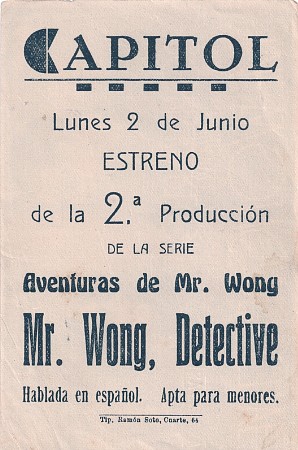 CAPITOL
Lunes 2 de Junio
ESTRENO
de la 2.ª Producción
DE LA SERIE
Aventuras de Mr. Wong
Mr. Wong, Detective
Hablada en español. Apta para menores.
Tip. Ramón Soto, Cuarte, 64